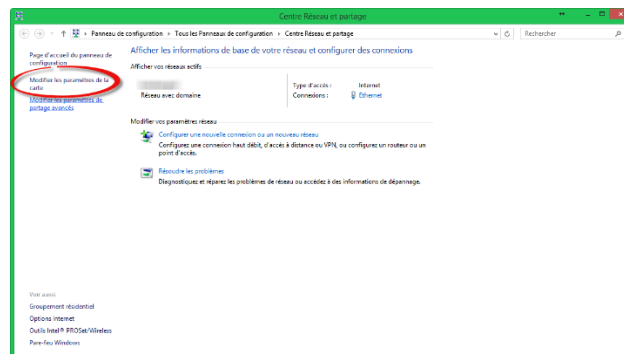 Centre Réseau et partage
Panneau de configuration Tous les Panneaux de configuration Centre Réseau et partage
Rechercher
Page d'accueil du panneau de
configuration
Modifier les paramètres de la
carte
Modifier les paramètres de
partage avancés
Afficher les informations de base de votre réseau et configurer des connexions
Afficher vos réseaux actifs
Réseau avec domaine
Type d'accès : Internet
Connexions : Ethernet
Modifier vos paramètres réseau
Configurer une nouvelle connexion ou un nouveau réseau
Configurez une connexion haut débit, d'accès à distance ou VPN, ou configurez un routeur ou un
point d'accès.
Résoudre les problèmes
Diagnostiquez et réparez les problèmes de réseau ou accédez à des informations de dépannage.
Voir aussi
Groupement résidentiel
Options Internet
Outils Intel® PROSet/Wireless
Pare-feu Windows